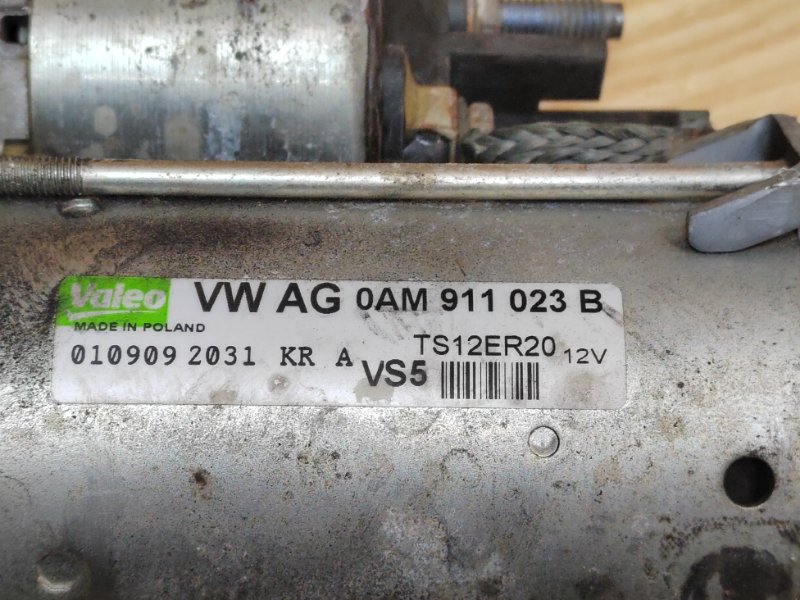 Valeo VW AG 0AM 911 023 B
MADE IN POLAND
010909 2031 KR A VS5 TS12ER20 12V